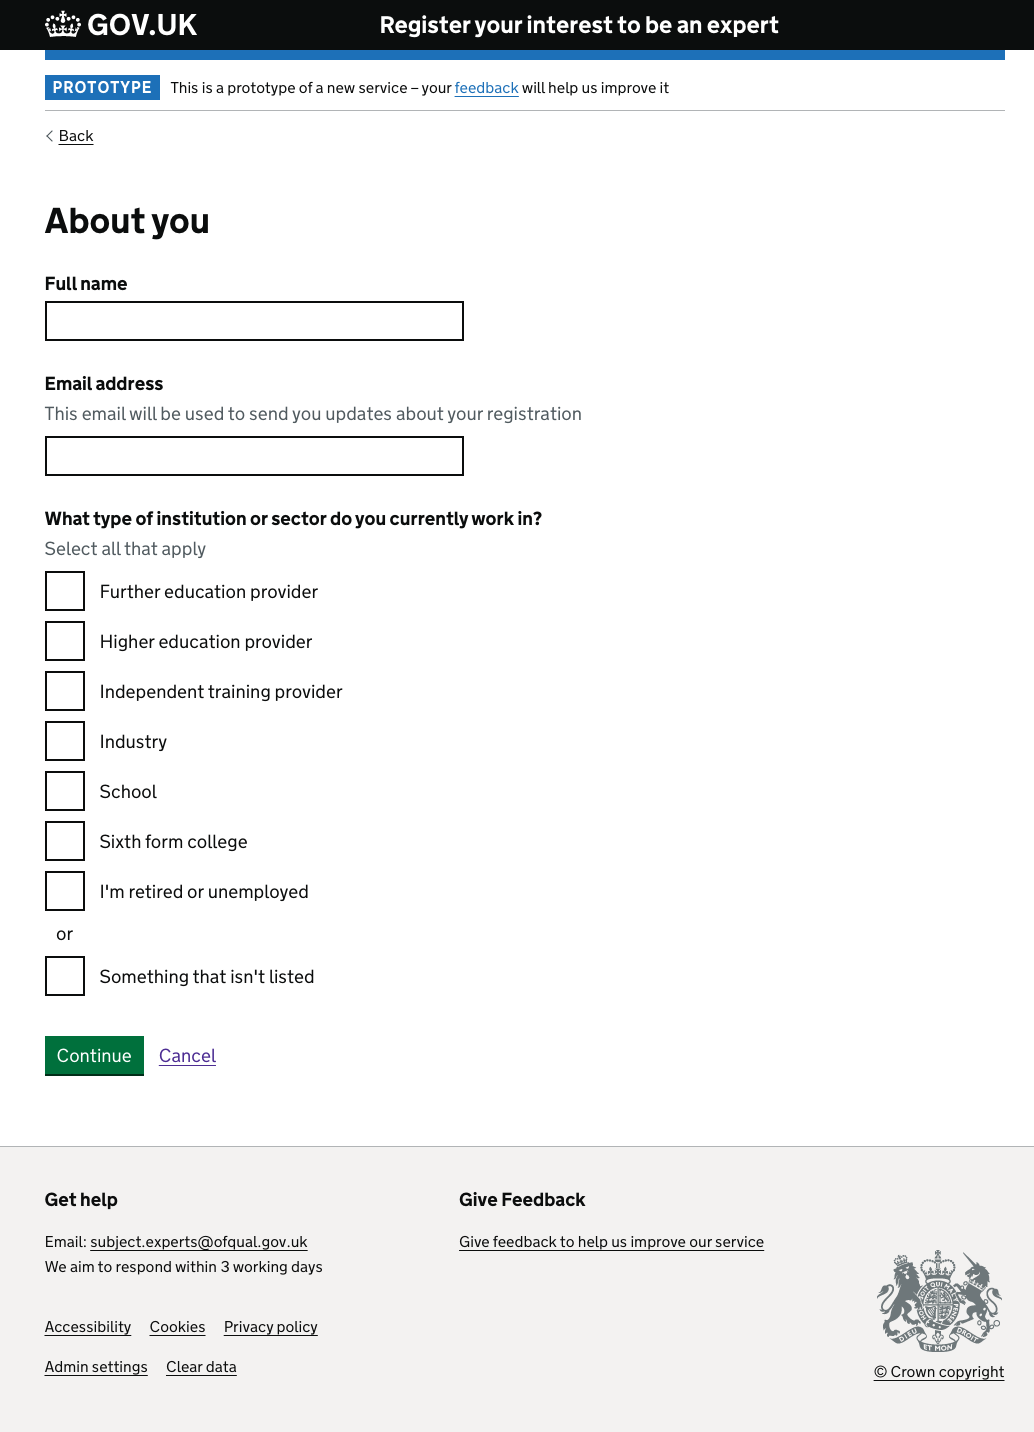 GOV.UK
Register your interest to be an expert
PROTOTYPE This is a prototype of a new service – your feedback will help us improve it
Back
About you
Full name
Email address
This email will be used to send you updates about your registration
What type of institution or sector do you currently work in?
Select all that apply
Further education provider
Higher education provider
Independent training provider
Industry
School
Sixth form college
I'm retired or unemployed
or
Something that isn't listed
Continue Cancel
Get help
Email: subject.experts@ofqual.gov.uk
We aim to respond within 3 working days
Give Feedback
Give feedback to help us improve our service
Accessibility Cookies Privacy policy
Admin settings Clear data
DIEU ET MON DROIT
© Crown copyright